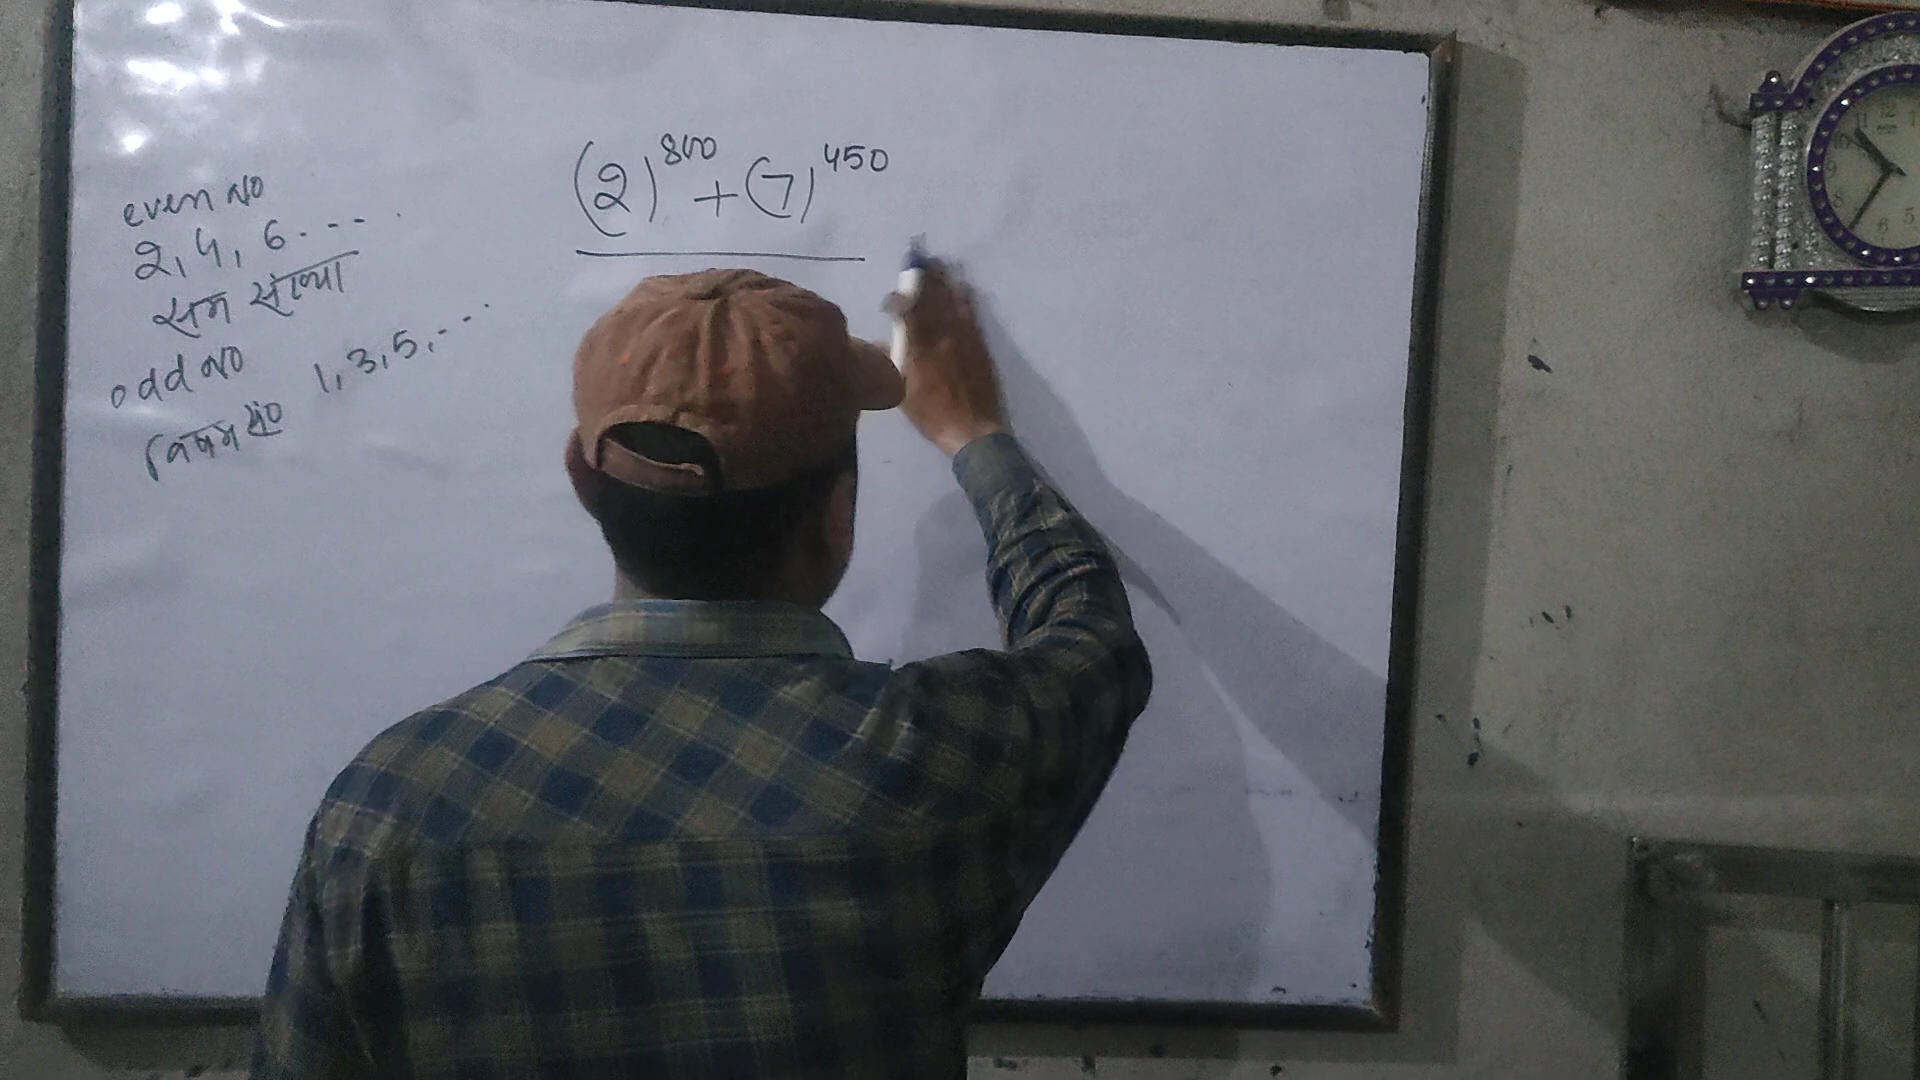 even no
2, 4, 6 ....
सम संख्या
odd no
विषम सं० 1, 3, 5, ...
(2)⁸⁰⁰ + (7)⁴⁵⁰